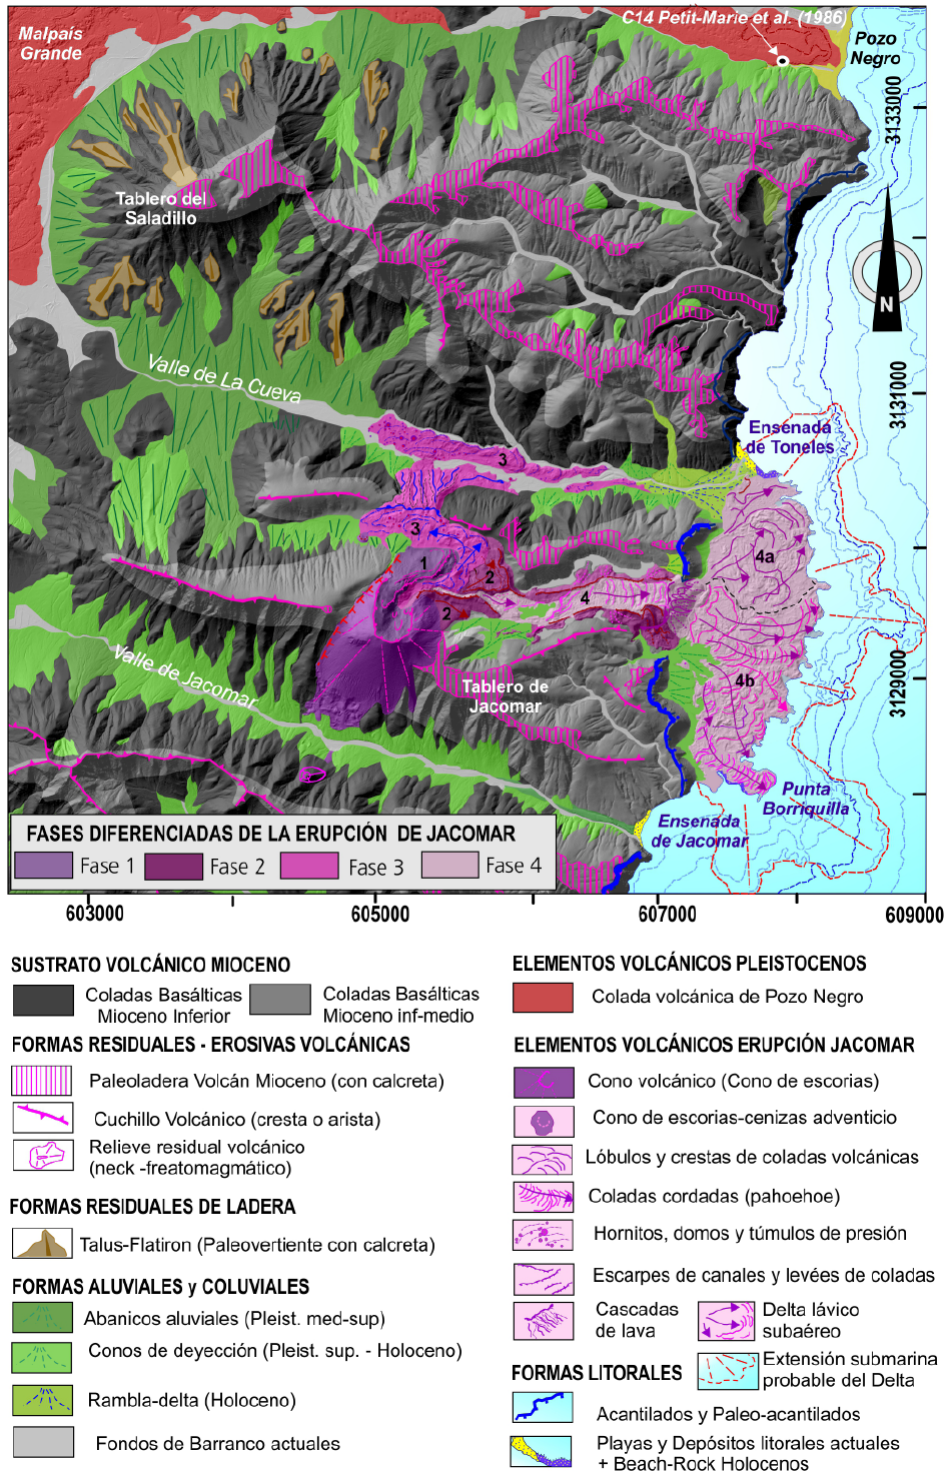 C14 Petit-Marie et al. (1986)
Malpaís
Grande
Pozo
Negro
3133000
Tablero del
Saladillo
N
Valle de La Cueva
3131000
Ensenada
de Toneles
3
3
1
2
2
4
4a
4b
Valle de Jacomar
Tablero de
Jacomar
3129000
Punta
Borriquilla
Ensenada
de Jacomar
FASES DIFERENCIADAS DE LA ERUPCIÓN DE JACOMAR
Fase 1 Fase 2 Fase 3 Fase 4
603000 605000 607000 609000
SUSTRATO VOLCÁNICO MIOCENO
Coladas Basálticas
Mioceno Inferior
Coladas Basálticas
Mioceno inf-medio
FORMAS RESIDUALES - EROSIVAS VOLCÁNICAS
Paleoladera Volcán Mioceno (con calcreta)
Cuchillo Volcánico (cresta o arista)
Relieve residual volcánico
(neck -freatomagmático)
FORMAS RESIDUALES DE LADERA
Talus-Flatiron (Paleovertiente con calcreta)
FORMAS ALUVIALES y COLUVIALES
Abanicos aluviales (Pleist. med-sup)
Conos de deyección (Pleist. sup. - Holoceno)
Rambla-delta (Holoceno)
Fondos de Barranco actuales
ELEMENTOS VOLCÁNICOS PLEISTOCENOS
Colada volcánica de Pozo Negro
ELEMENTOS VOLCÁNICOS ERUPCIÓN JACOMAR
Cono volcánico (Cono de escorias)
Cono de escorias-cenizas adventicio
Lóbulos y crestas de coladas volcánicas
Coladas cordadas (pahoehoe)
Hornitos, domos y túmulos de presión
Escarpes de canales y levées de coladas
Cascadas
de lava
Delta lávico
subaéreo
Extensión submarina
probable del Delta
FORMAS LITORALES
Acantilados y Paleo-acantilados
Playas y Depósitos litorales actuales
+ Beach-Rock Holocenos